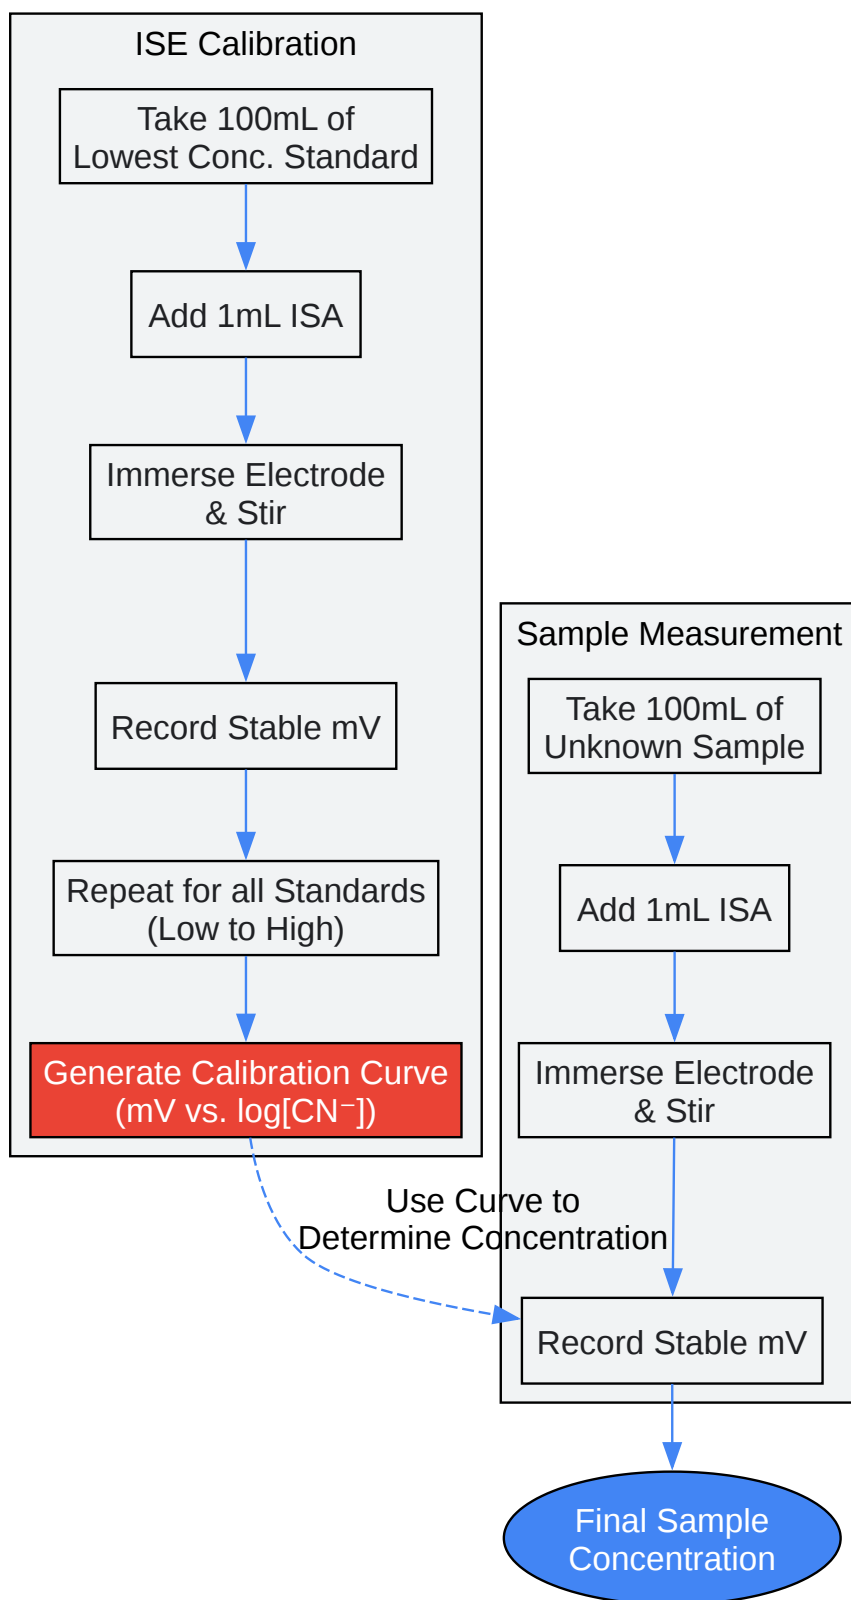 ISE Calibration
Take 100mL of
Lowest Conc. Standard
Add 1mL ISA
Immerse Electrode
& Stir
Record Stable mV
Repeat for all Standards
(Low to High)
Generate Calibration Curve
(mV vs. log[CN⁻])
Use Curve to
Determine Concentration
Sample Measurement
Take 100mL of
Unknown Sample
Add 1mL ISA
Immerse Electrode
& Stir
Record Stable mV
Final Sample
Concentration